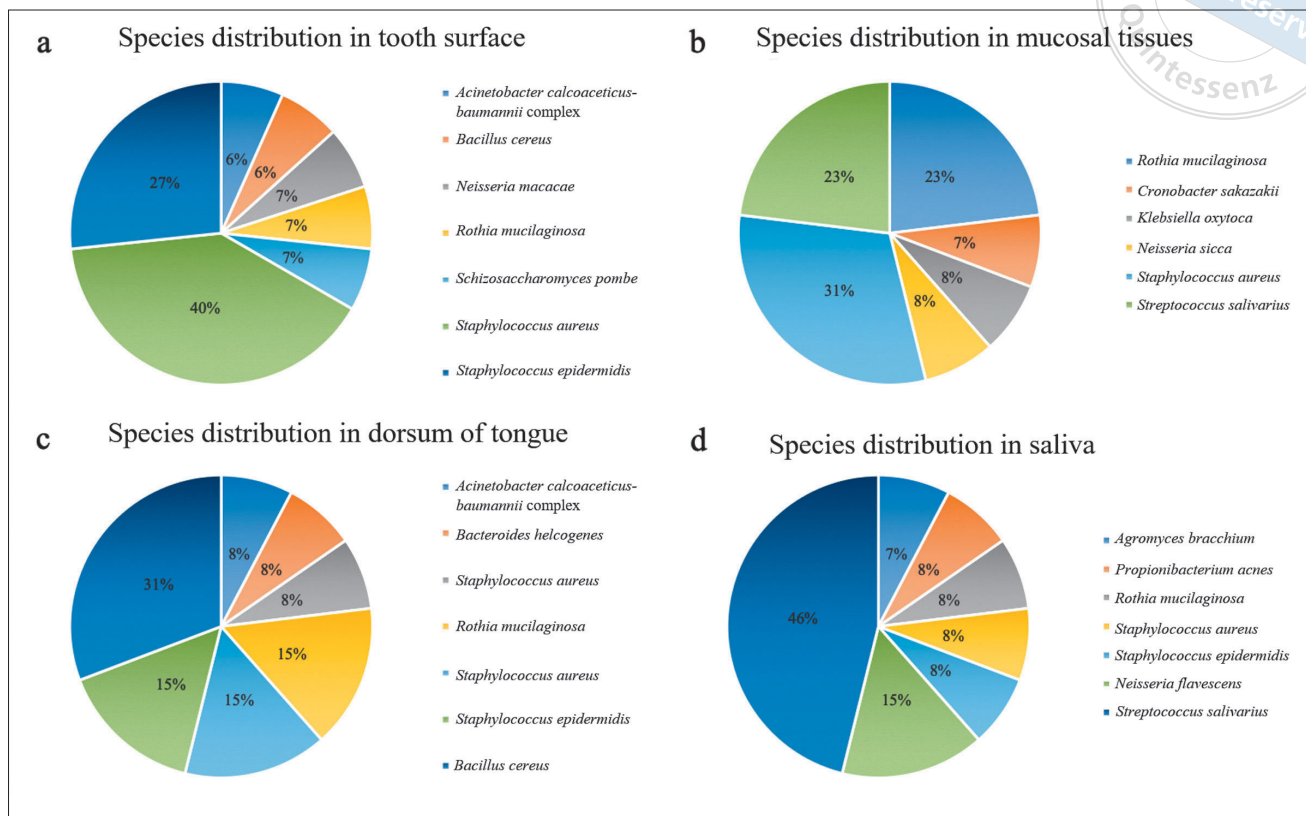 a Species distribution in tooth surface
6%
6%
7%
7%
7%
40%
27%
Acinetobacter calcoaceticus-
baumannii complex
Bacillus cereus
Neisseria macacae
Rothia mucilaginosa
Schizosaccharomyces pombe
Staphylococcus aureus
Staphylococcus epidermidis
b Species distribution in mucosal tissues
23%
7%
8%
8%
31%
23%
Rothia mucilaginosa
Cronobacter sakazakii
Klebsiella oxytoca
Neisseria sicca
Staphylococcus aureus
Streptococcus salivarius
c Species distribution in dorsum of tongue
8%
8%
8%
15%
15%
15%
31%
Acinetobacter calcoaceticus-
baumannii complex
Bacteroides helcogenes
Staphylococcus aureus
Rothia mucilaginosa
Staphylococcus aureus
Staphylococcus epidermidis
Bacillus cereus
d Species distribution in saliva
7%
8%
8%
8%
8%
15%
46%
Agromyces bracchium
Propionibacterium acnes
Rothia mucilaginosa
Staphylococcus aureus
Staphylococcus epidermidis
Neisseria flavescens
Streptococcus salivarius
Quintessenz